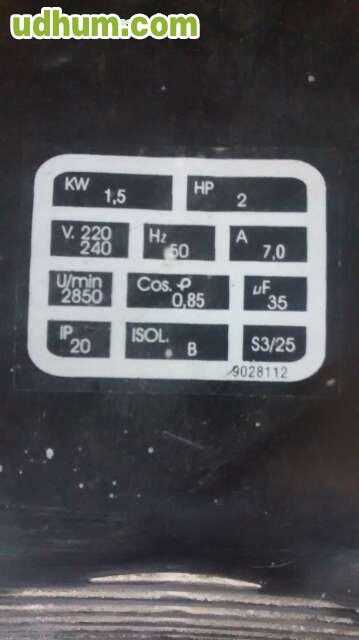 udhum.com
KW 1,5 HP 2
V. 220 240 Hz 50 A 7,0
U/min 2850 Cos. φ 0,85 µF 35
IP 20 ISOL. B S3/25
9028112